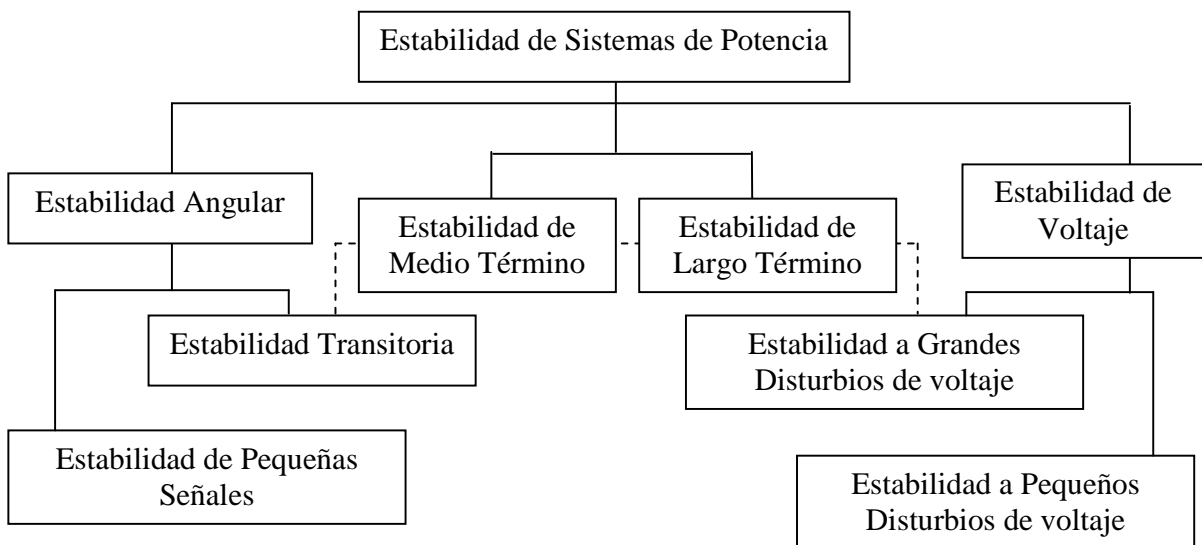 Estabilidad de Sistemas de Potencia
Estabilidad Angular
Estabilidad de
Medio Término
Estabilidad de
Largo Término
Estabilidad de
Voltaje
Estabilidad Transitoria
Estabilidad a Grandes
Disturbios de voltaje
Estabilidad de Pequeñas
Señales
Estabilidad a Pequeños
Disturbios de voltaje